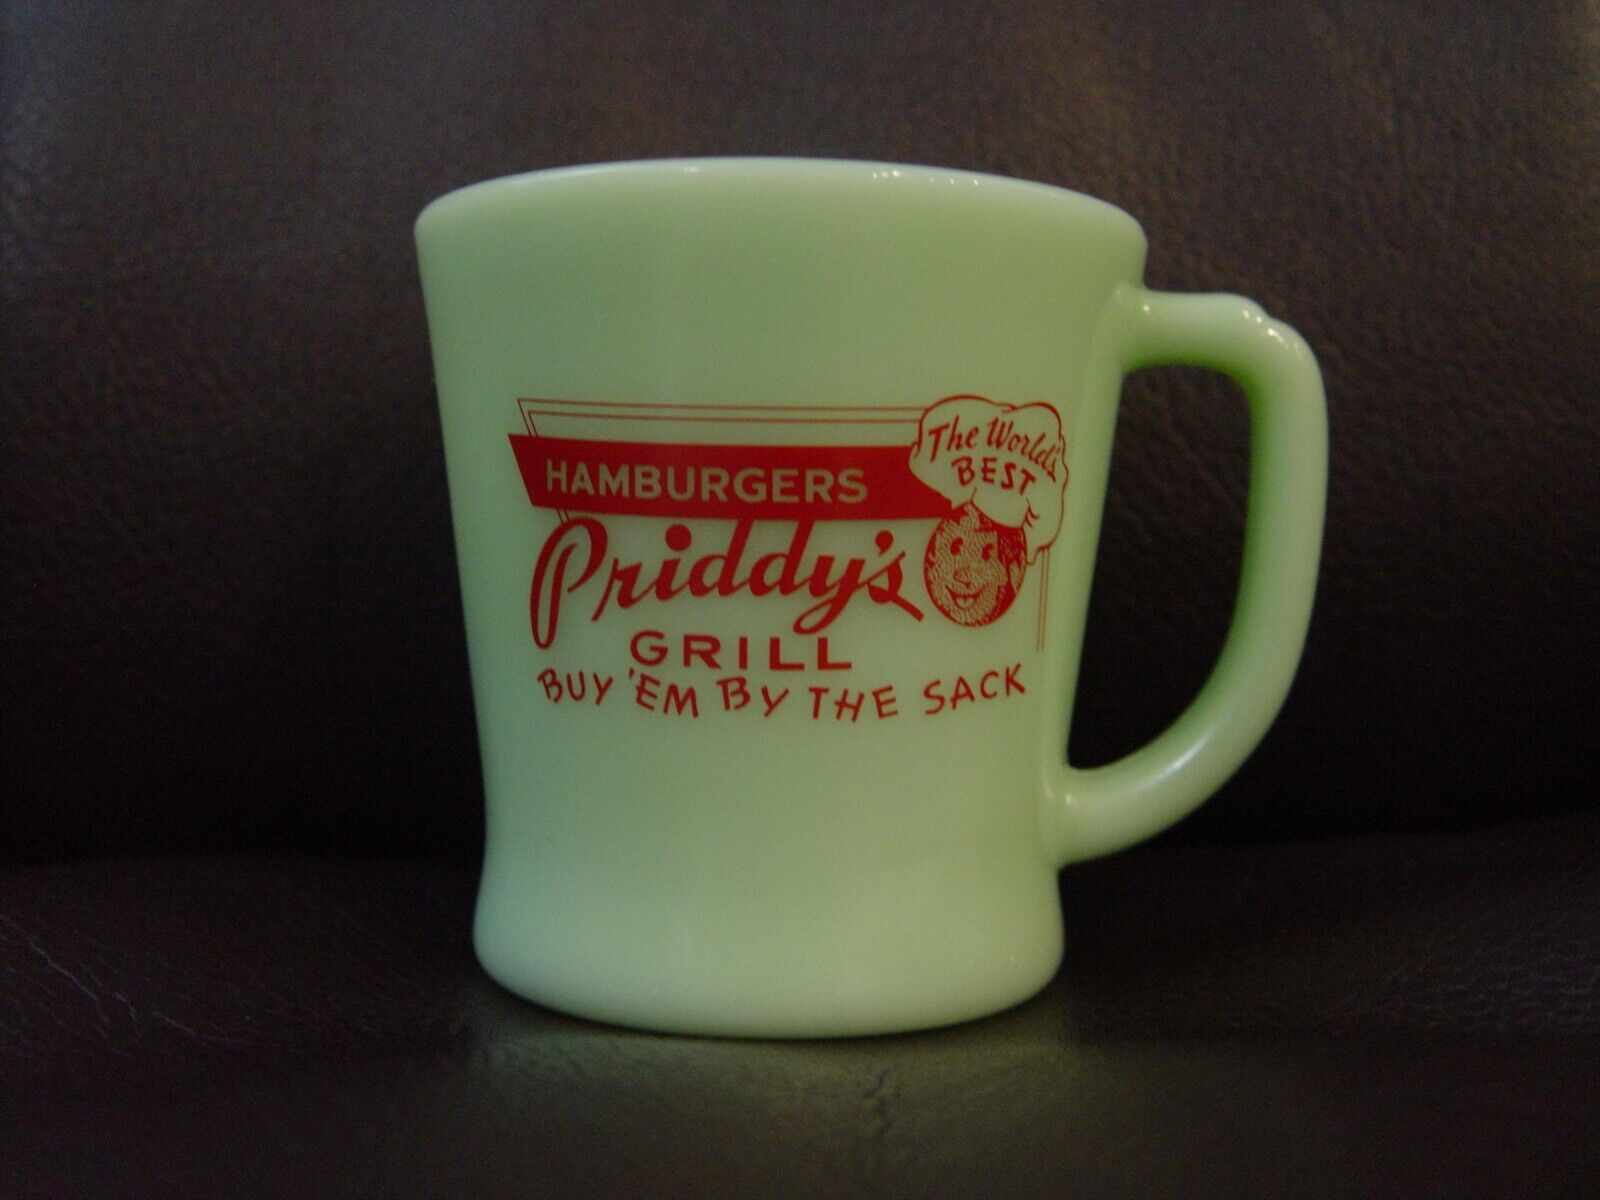 The World's
BEST
HAMBURGERS
Priddy's
GRILL
BUY 'EM BY THE SACK